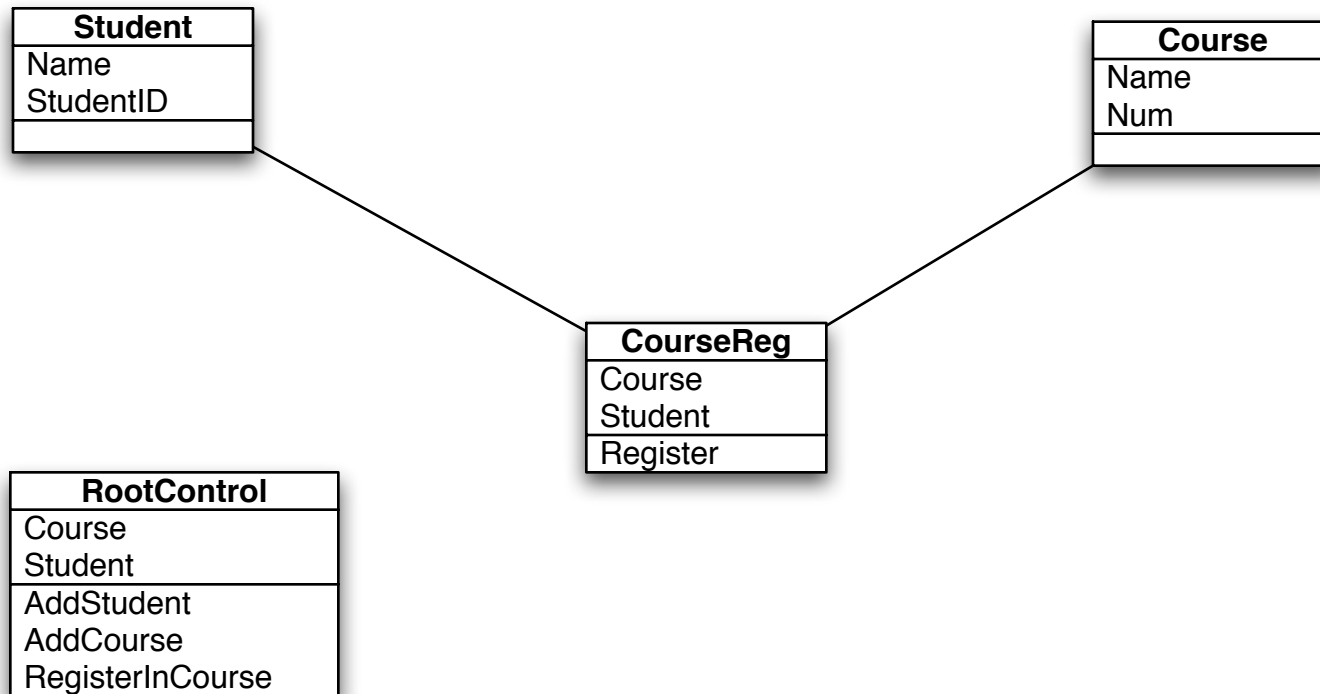 Student
Name
StudentID
Course
Name
Num
CourseReg
Course
Student
Register
RootControl
Course
Student
AddStudent
AddCourse
RegisterInCourse